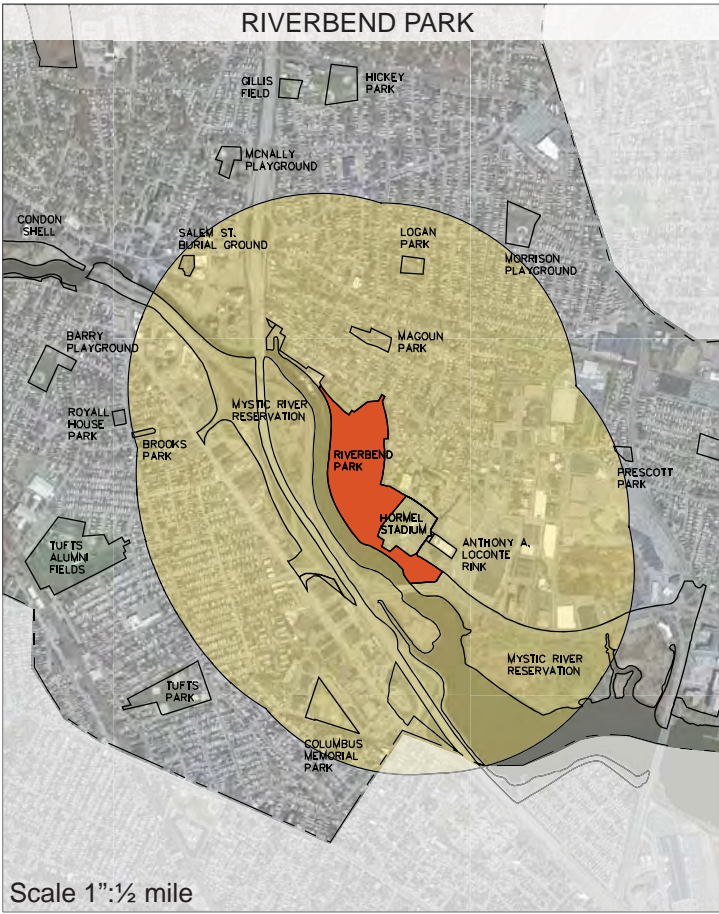 RIVERBEND PARK
GILLIS
FIELD
HICKEY
PARK
MCNALLY
PLAYGROUND
CONDON
SHELL
SALEM ST.
BURIAL GROUND
LOGAN
PARK
MORRISON
PLAYGROUND
BARRY
PLAYGROUND
MAGOUN
PARK
ROYALL
HOUSE
PARK
MYSTIC RIVER
RESERVATION
BROOKS
PARK
RIVERBEND
PARK
PRESCOTT
PARK
HORMEL
STADIUM
ANTHONY A.
LOCONTE
RINK
TUFTS
ALUMNI
FIELDS
MYSTIC RIVER
RESERVATION
TUFTS
PARK
COLUMBUS
MEMORIAL
PARK
Scale 1”:½ mile